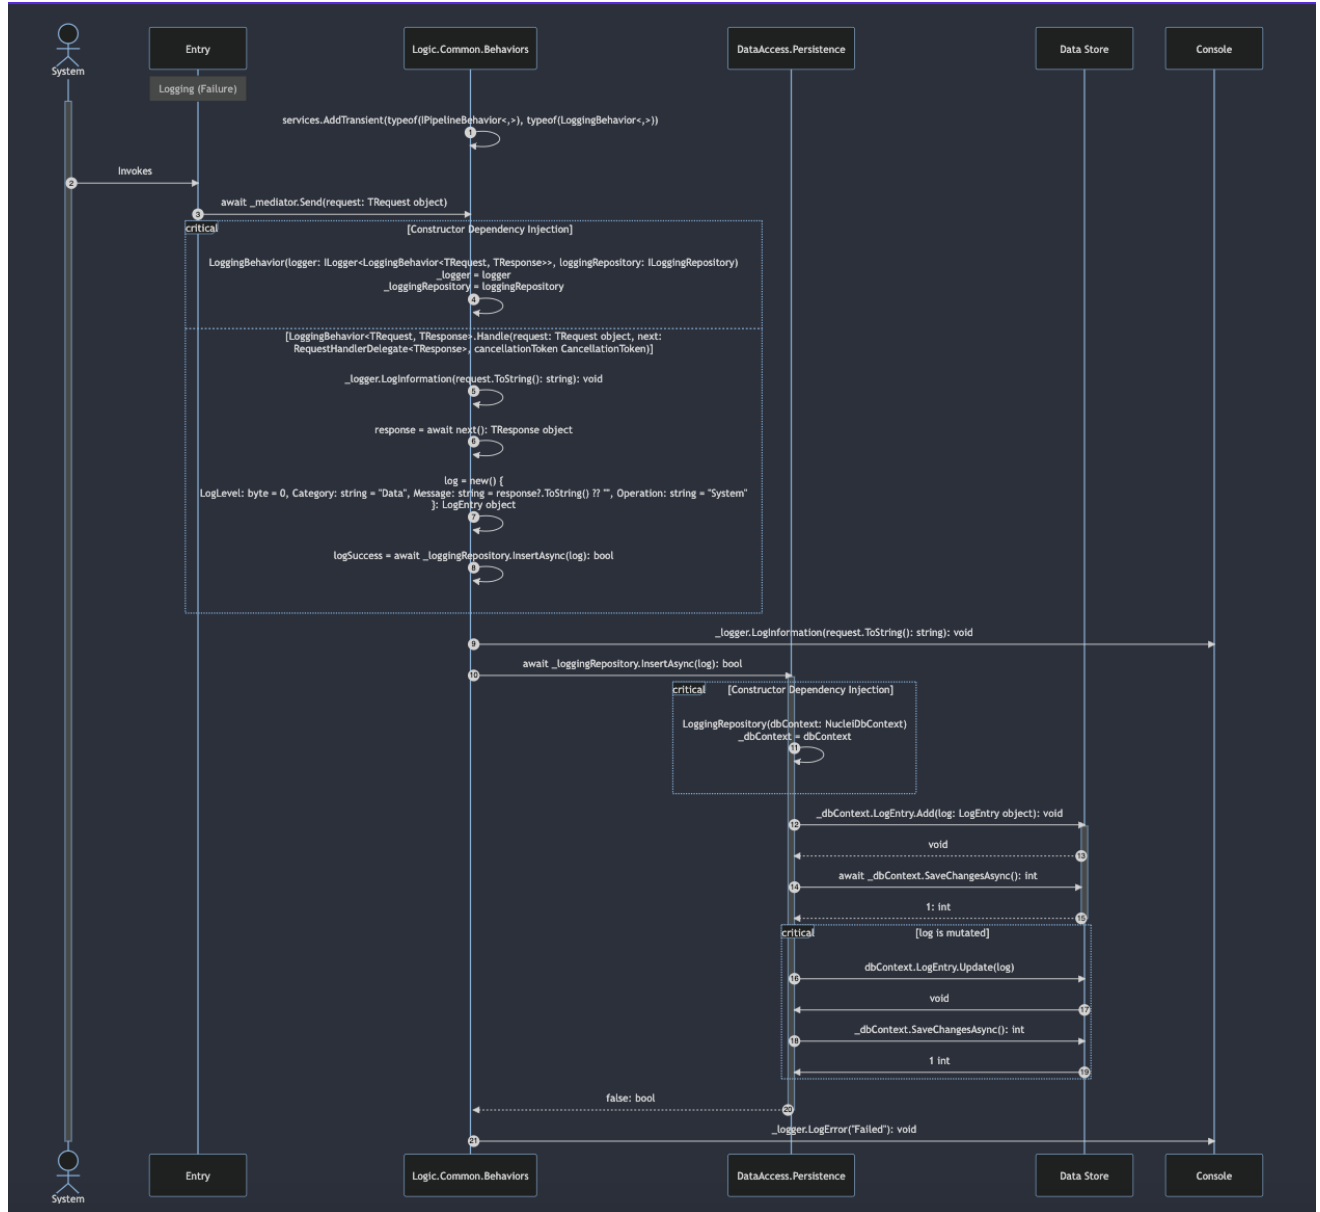 System
Entry
Logic.Common.Behaviors
DataAccess.Persistence
Data Store
Console
Logging (Failure)
services.AddTransient(typeof(IPipelineBehavior<,>), typeof(LoggingBehavior<,>))
1
Invokes
2
await _mediator.Send(request: TRequest object)
3
critical
[Constructor Dependency Injection]
LoggingBehavior(logger: ILogger<LoggingBehavior<TRequest, TResponse>>, loggingRepository: ILoggingRepository)
_logger = logger
_loggingRepository = loggingRepository
4
[LoggingBehavior<TRequest, TResponse>.Handle(request: TRequest object, next:
RequestHandlerDelegate<TResponse>, cancellationToken CancellationToken)]
_logger.LogInformation(request.ToString(): string): void
5
response = await next(): TResponse object
6
log = new() {
LogLevel: byte = 0, Category: string = "Data", Message: string = response?.ToString() ?? "", Operation: string = "System"
}: LogEntry object
7
logSuccess = await _loggingRepository.InsertAsync(log): bool
8
_logger.LogInformation(request.ToString(): string): void
9
await _loggingRepository.InsertAsync(log): bool
10
critical
[Constructor Dependency Injection]
LoggingRepository(dbContext: NucleiDbContext)
_dbContext = dbContext
11
_dbContext.LogEntry.Add(log: LogEntry object): void
12
void
13
await _dbContext.SaveChangesAsync(): int
14
1: int
15
critical
[log is mutated]
dbContext.LogEntry.Update(log)
16
void
17
_dbContext.SaveChangesAsync(): int
18
1 int
19
false: bool
20
_logger.LogError("Failed"): void
21
System
Entry
Logic.Common.Behaviors
DataAccess.Persistence
Data Store
Console